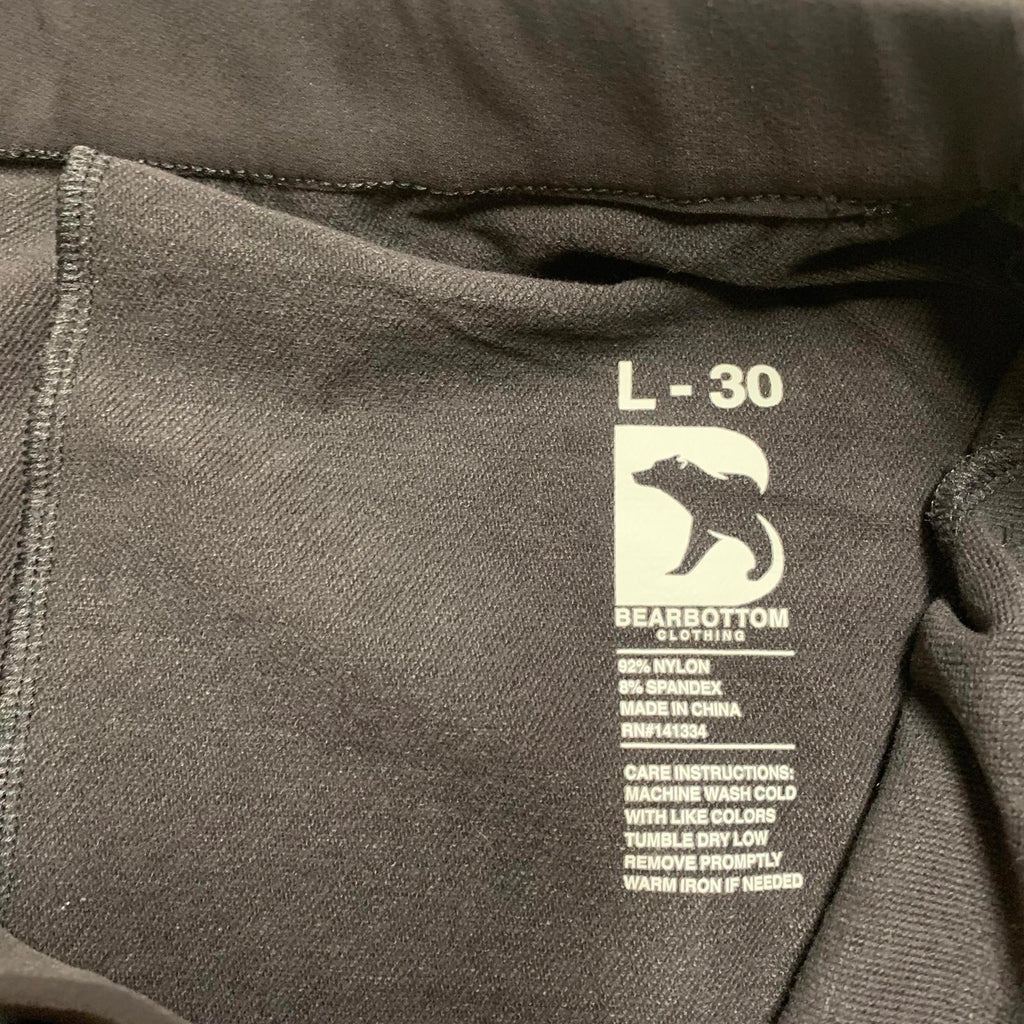 L - 30
BEARBOTTOM
CLOTHING
92% NYLON
8% SPANDEX
MADE IN CHINA
RN#141334
CARE INSTRUCTIONS:
MACHINE WASH COLD
WITH LIKE COLORS
TUMBLE DRY LOW
REMOVE PROMPTLY
WARM IRON IF NEEDED